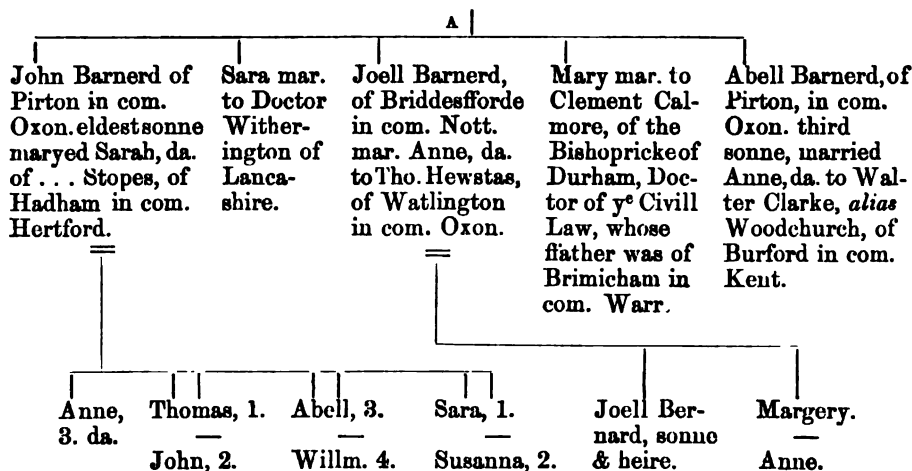 A
John Barnerd of
Pirton in com.
Oxon. eldest sonne
maryed Sarah, da.
of . . . Stopes, of
Hadham in com.
Hertford.
Sara mar.
to Doctor
Wither-
ington of
Lanca-
shire.
Joell Barnerd,
of Briddesfforde
in com. Nott.
mar. Anne, da.
to Tho. Hewstas,
of Watlington
in com. Oxon.
Mary mar. to
Clement Cal-
more, of the
Bishopricke of
Durham, Doc-
tor of yᵉ Civill
Law, whose
ffather was of
Brimicham in
com. Warr.
Abell Barnerd, of
Pirton, in com.
Oxon. third
sonne, married
Anne, da. to Wal-
ter Clarke, alias
Woodchurch, of
Burford in com.
Kent.
Anne,
3. da.
Thomas, 1.
—
John, 2.
Abell, 3.
—
Willm. 4.
Sara, 1.
—
Susanna, 2.
Joell Ber-
nard, sonne
& heire.
Margery.
—
Anne.